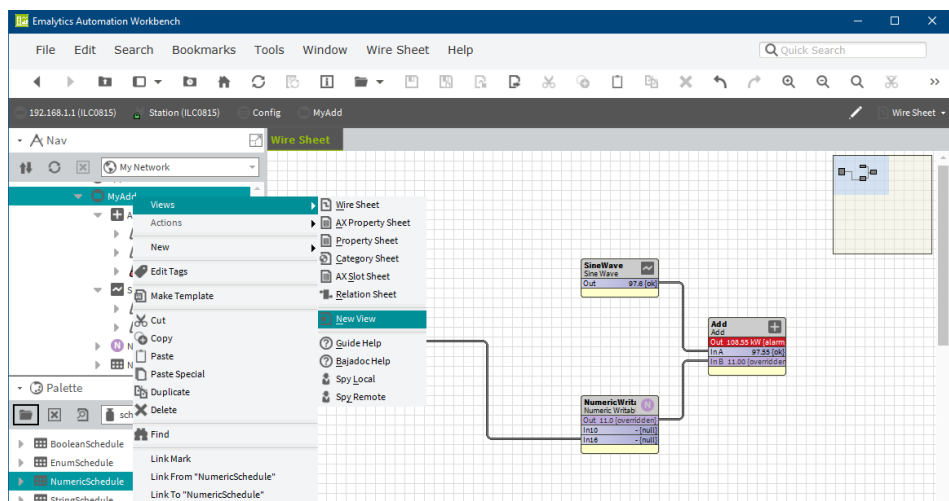 Emalytics Automation Workbench
File Edit Search Bookmarks Tools Window Wire Sheet Help
Quick Search
192.168.1.1 (ILC0815) Station (ILC0815) Config MyAdd Wire Sheet
Nav
Wire Sheet
My Network
MyAdd
Views
Actions
New
Edit Tags
Make Template
Cut
Copy
Paste
Paste Special
Duplicate
Delete
Find
Link Mark
Link From "NumericSchedule"
Link To "NumericSchedule"
Wire Sheet
AX Property Sheet
Property Sheet
Category Sheet
AX Slot Sheet
Relation Sheet
New View
Guide Help
Bajadoc Help
Spy Local
Spy Remote
Palette
sch
BooleanSchedule
EnumSchedule
NumericSchedule
StringSchedule
SineWave
Sine Wave
Out 97.6 [ok]
Add
Add
Out 108.55 kW [alarm
In A 97.55 [ok]
In B 11.00 [overridden
NumericWrit
Numeric Writab
Out 11.0 [overridden]
In10 - [null]
In16 - [null]